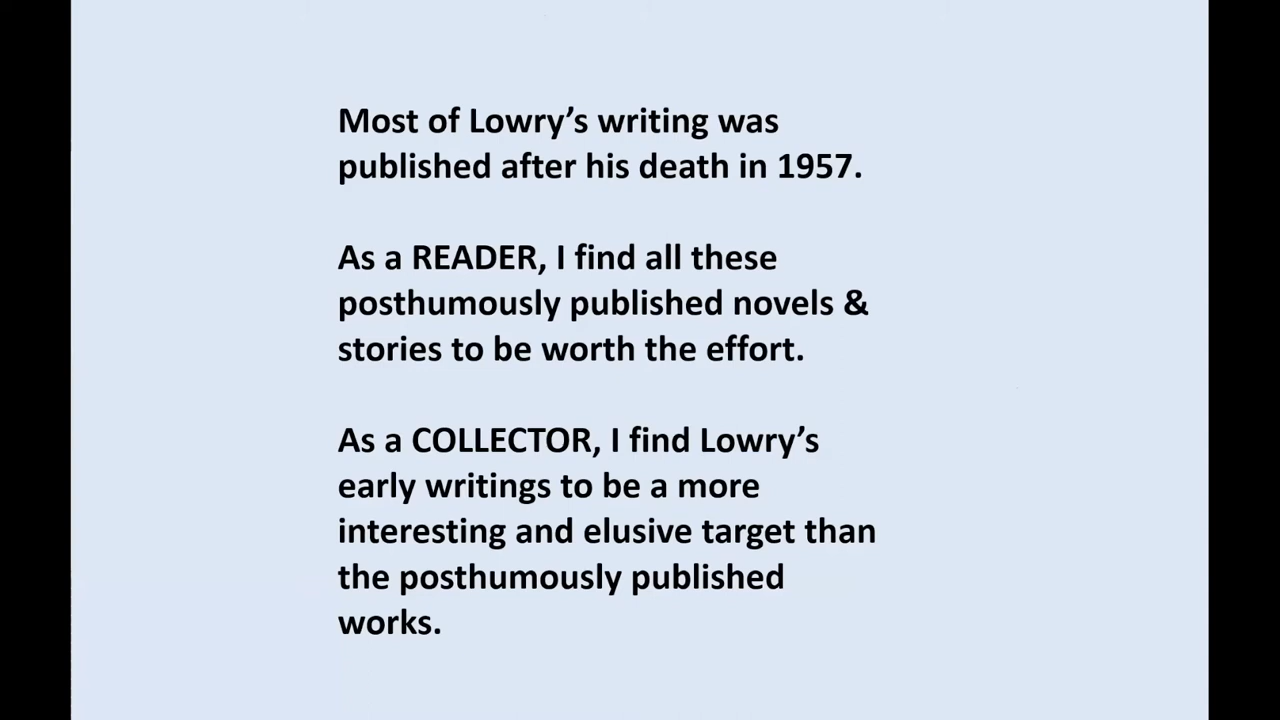 Most of Lowry’s writing was
published after his death in 1957.
As a READER, I find all these
posthumously published novels &
stories to be worth the effort.
As a COLLECTOR, I find Lowry’s
early writings to be a more
interesting and elusive target than
the posthumously published
works.